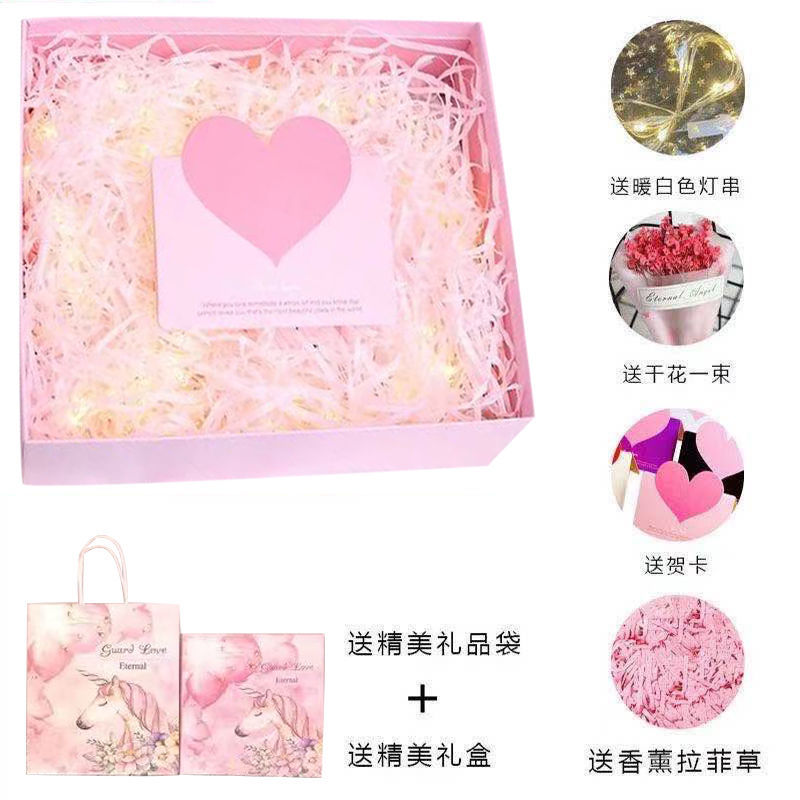 送暖白色灯串
Eternal Angel
送干花一束
送贺卡
Guard Love
Eternal
Guard Love
Eternal
送精美礼品袋
+
送精美礼盒
送香薰拉菲草